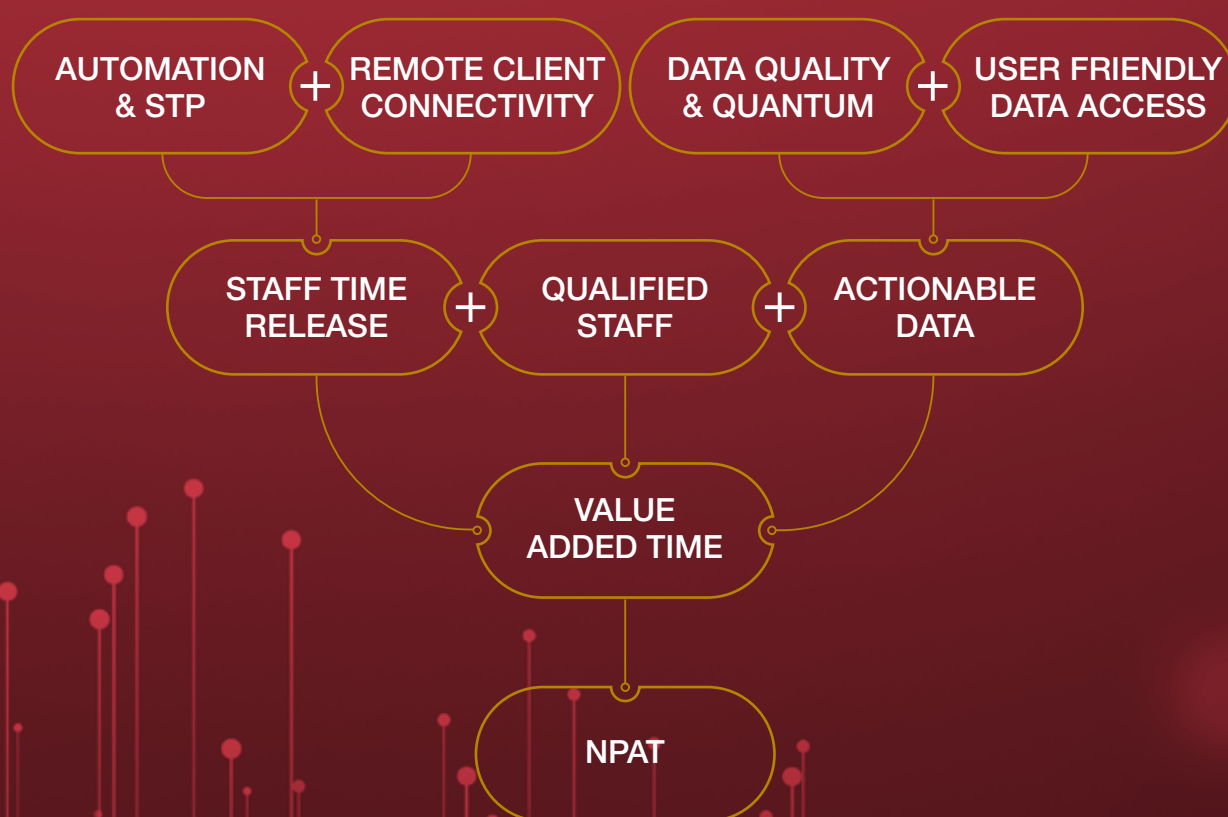 AUTOMATION
& STP
+
REMOTE CLIENT
CONNECTIVITY
DATA QUALITY
& QUANTUM
+
USER FRIENDLY
DATA ACCESS
STAFF TIME
RELEASE
+
QUALIFIED
STAFF
+
ACTIONABLE
DATA
VALUE
ADDED TIME
NPAT